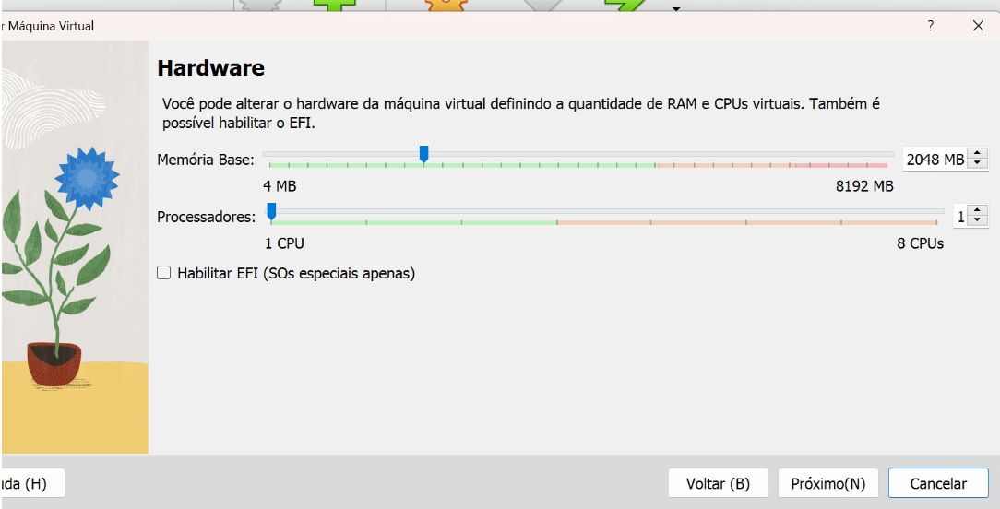 r Máquina Virtual
?
Hardware
Você pode alterar o hardware da máquina virtual definindo a quantidade de RAM e CPUs virtuais. Também é
possível habilitar o EFI.
Memória Base:
2048 MB
4 MB
8192 MB
Processadores:
1
1 CPU
8 CPUs
Habilitar EFI (SOs especiais apenas)
uda (H)
Voltar (B)
Próximo(N)
Cancelar